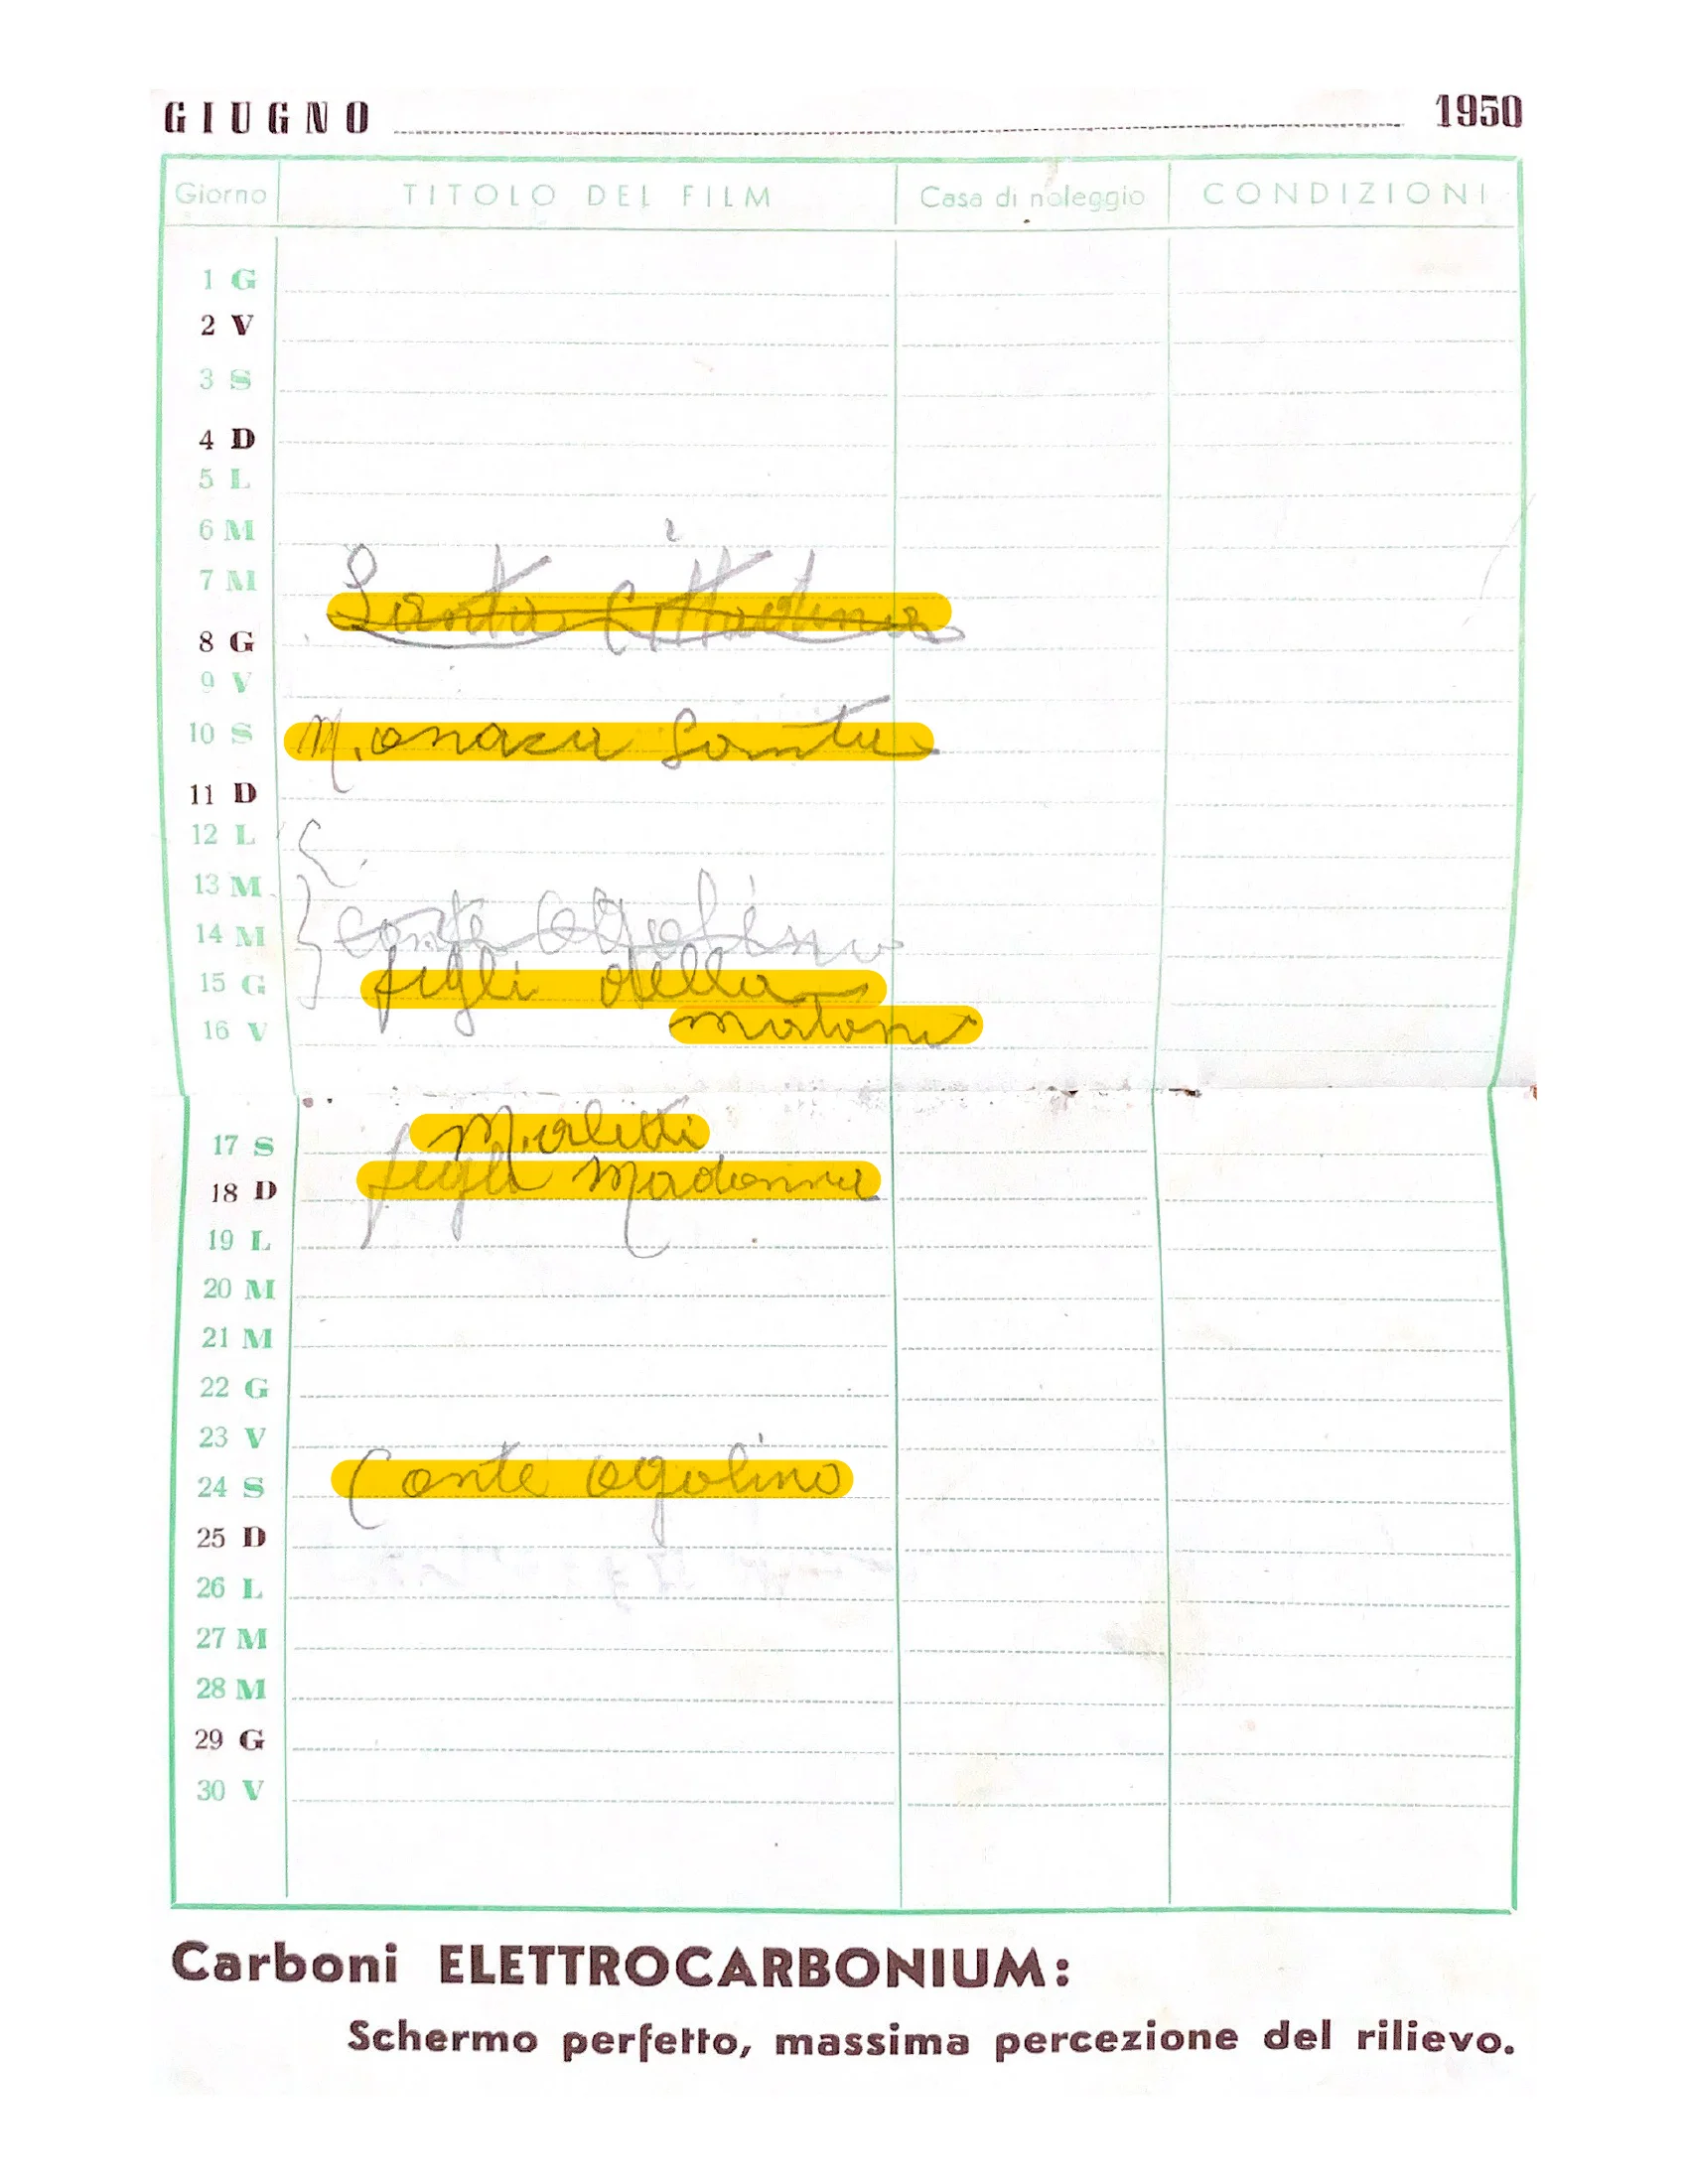 GIUGNO 1950
Giorno TITOLO DEL FILM Casa di noleggio CONDIZIONI
1 G
2 V
3 S
4 D
5 L
6 M
7 M
Santa Cittadina
8 G
9 V
10 S Monaca Santa
11 D
12 L
13 M
14 M Conte Ugolino
15 G figli della
16 V
17 S
18 D figli Madonna
19 L
20 M
21 M
22 G
23 V
24 S Conte Ugolino
25 D
26 L
27 M
28 M
29 G
30 V
Carboni ELETTROCARBONIUM:
Schermo perfetto, massima percezione del rilievo.